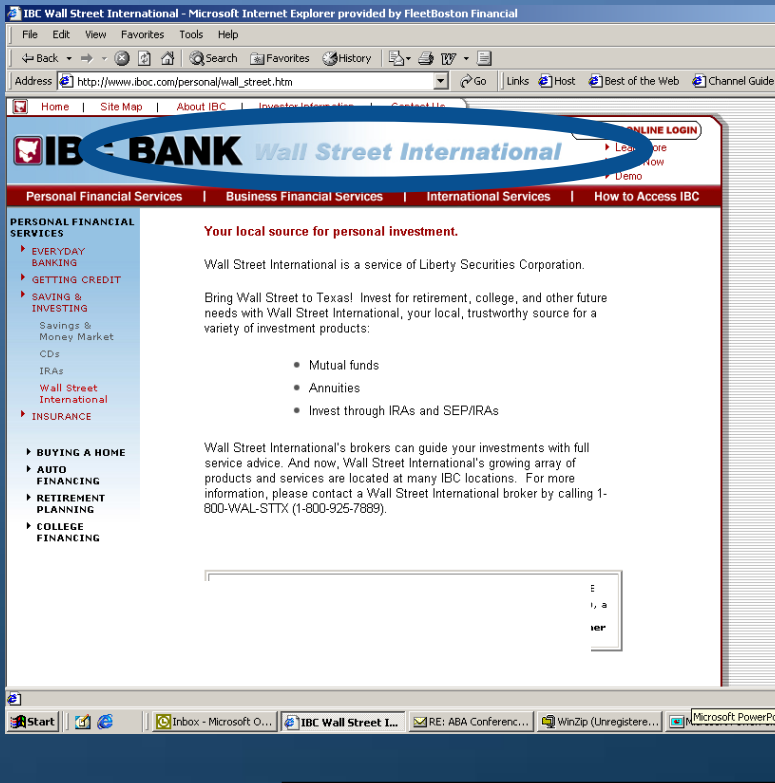 IBC Wall Street International - Microsoft Internet Explorer provided by FleetBoston Financial
File Edit View Favorites Tools Help
Back Search Favorites History
Address http://www.iboc.com/personal/wall_street.htm Go Links Host Best of the Web Channel Guide
Home | Site Map | About IBC | Investor Information | Contact Us
ONLINE LOGIN
IBC BANK Wall Street International
Demo
Personal Financial Services | Business Financial Services | International Services | How to Access IBC
PERSONAL FINANCIAL
SERVICES
EVERYDAY
BANKING
GETTING CREDIT
SAVING &
INVESTING
Savings &
Money Market
CDs
IRAs
Wall Street
International
INSURANCE
BUYING A HOME
AUTO
FINANCING
RETIREMENT
PLANNING
COLLEGE
FINANCING
Your local source for personal investment.
Wall Street International is a service of Liberty Securities Corporation.
Bring Wall Street to Texas! Invest for retirement, college, and other future
needs with Wall Street International, your local, trustworthy source for a
variety of investment products:
Mutual funds
Annuities
Invest through IRAs and SEP/IRAs
Wall Street International's brokers can guide your investments with full
service advice. And now, Wall Street International's growing array of
products and services are located at many IBC locations. For more
information, please contact a Wall Street International broker by calling 1-
800-WAL-STTX (1-800-925-7889).
, a
Start Inbox - Microsoft O... IBC Wall Street I... RE: ABA Conferenc... WinZip (Unregistere... Microsoft PowerPo